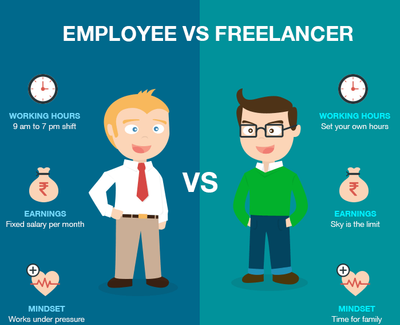 EMPLOYEE VS FREELANCER
WORKING HOURS
9 am to 7 pm shift
EARNINGS
Fixed salary per month
MINDSET
Works under pressure
VS
WORKING HOURS
Set your own hours
EARNINGS
Sky is the limit
MINDSET
Time for family